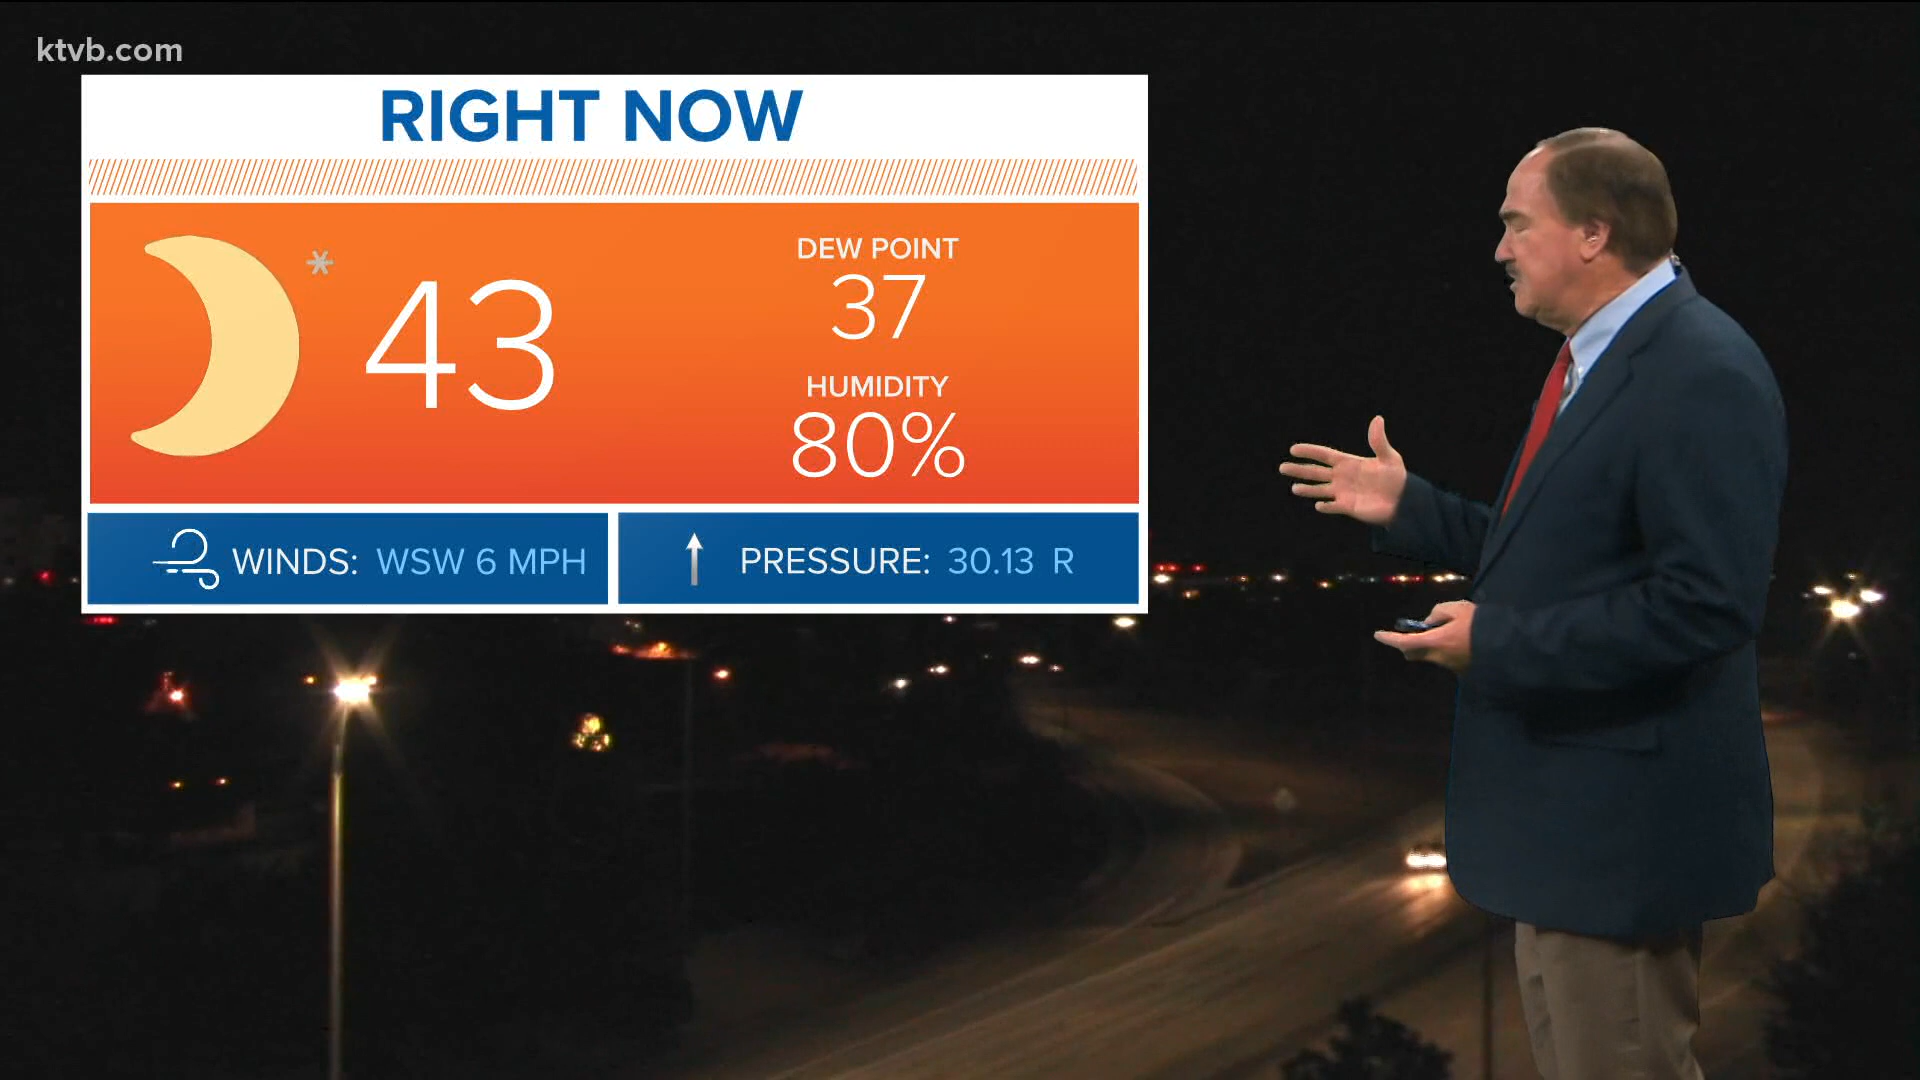 ktvb.com
RIGHT NOW
43
DEW POINT
37
HUMIDITY
80%
WINDS: WSW 6 MPH
PRESSURE: 30.13 R